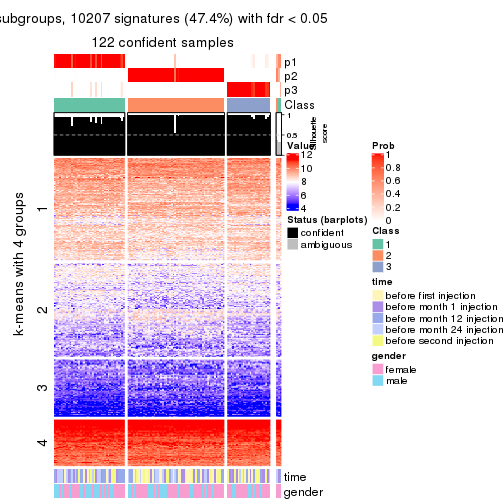 subgroups, 10207 signatures (47.4%) with fdr < 0.05
122 confident samples
p1
p2
p3
Class
1
0.5
Silhouette
score
k-means with 4 groups
1
2
3
4
time
gender
Value
12
10
8
6
4
Status (barplots)
confident
ambiguous
Prob
1
0.8
0.6
0.4
0.2
0
Class
1
2
3
time
before first injection
before month 1 injection
before month 12 injection
before month 24 injection
before second injection
gender
female
male